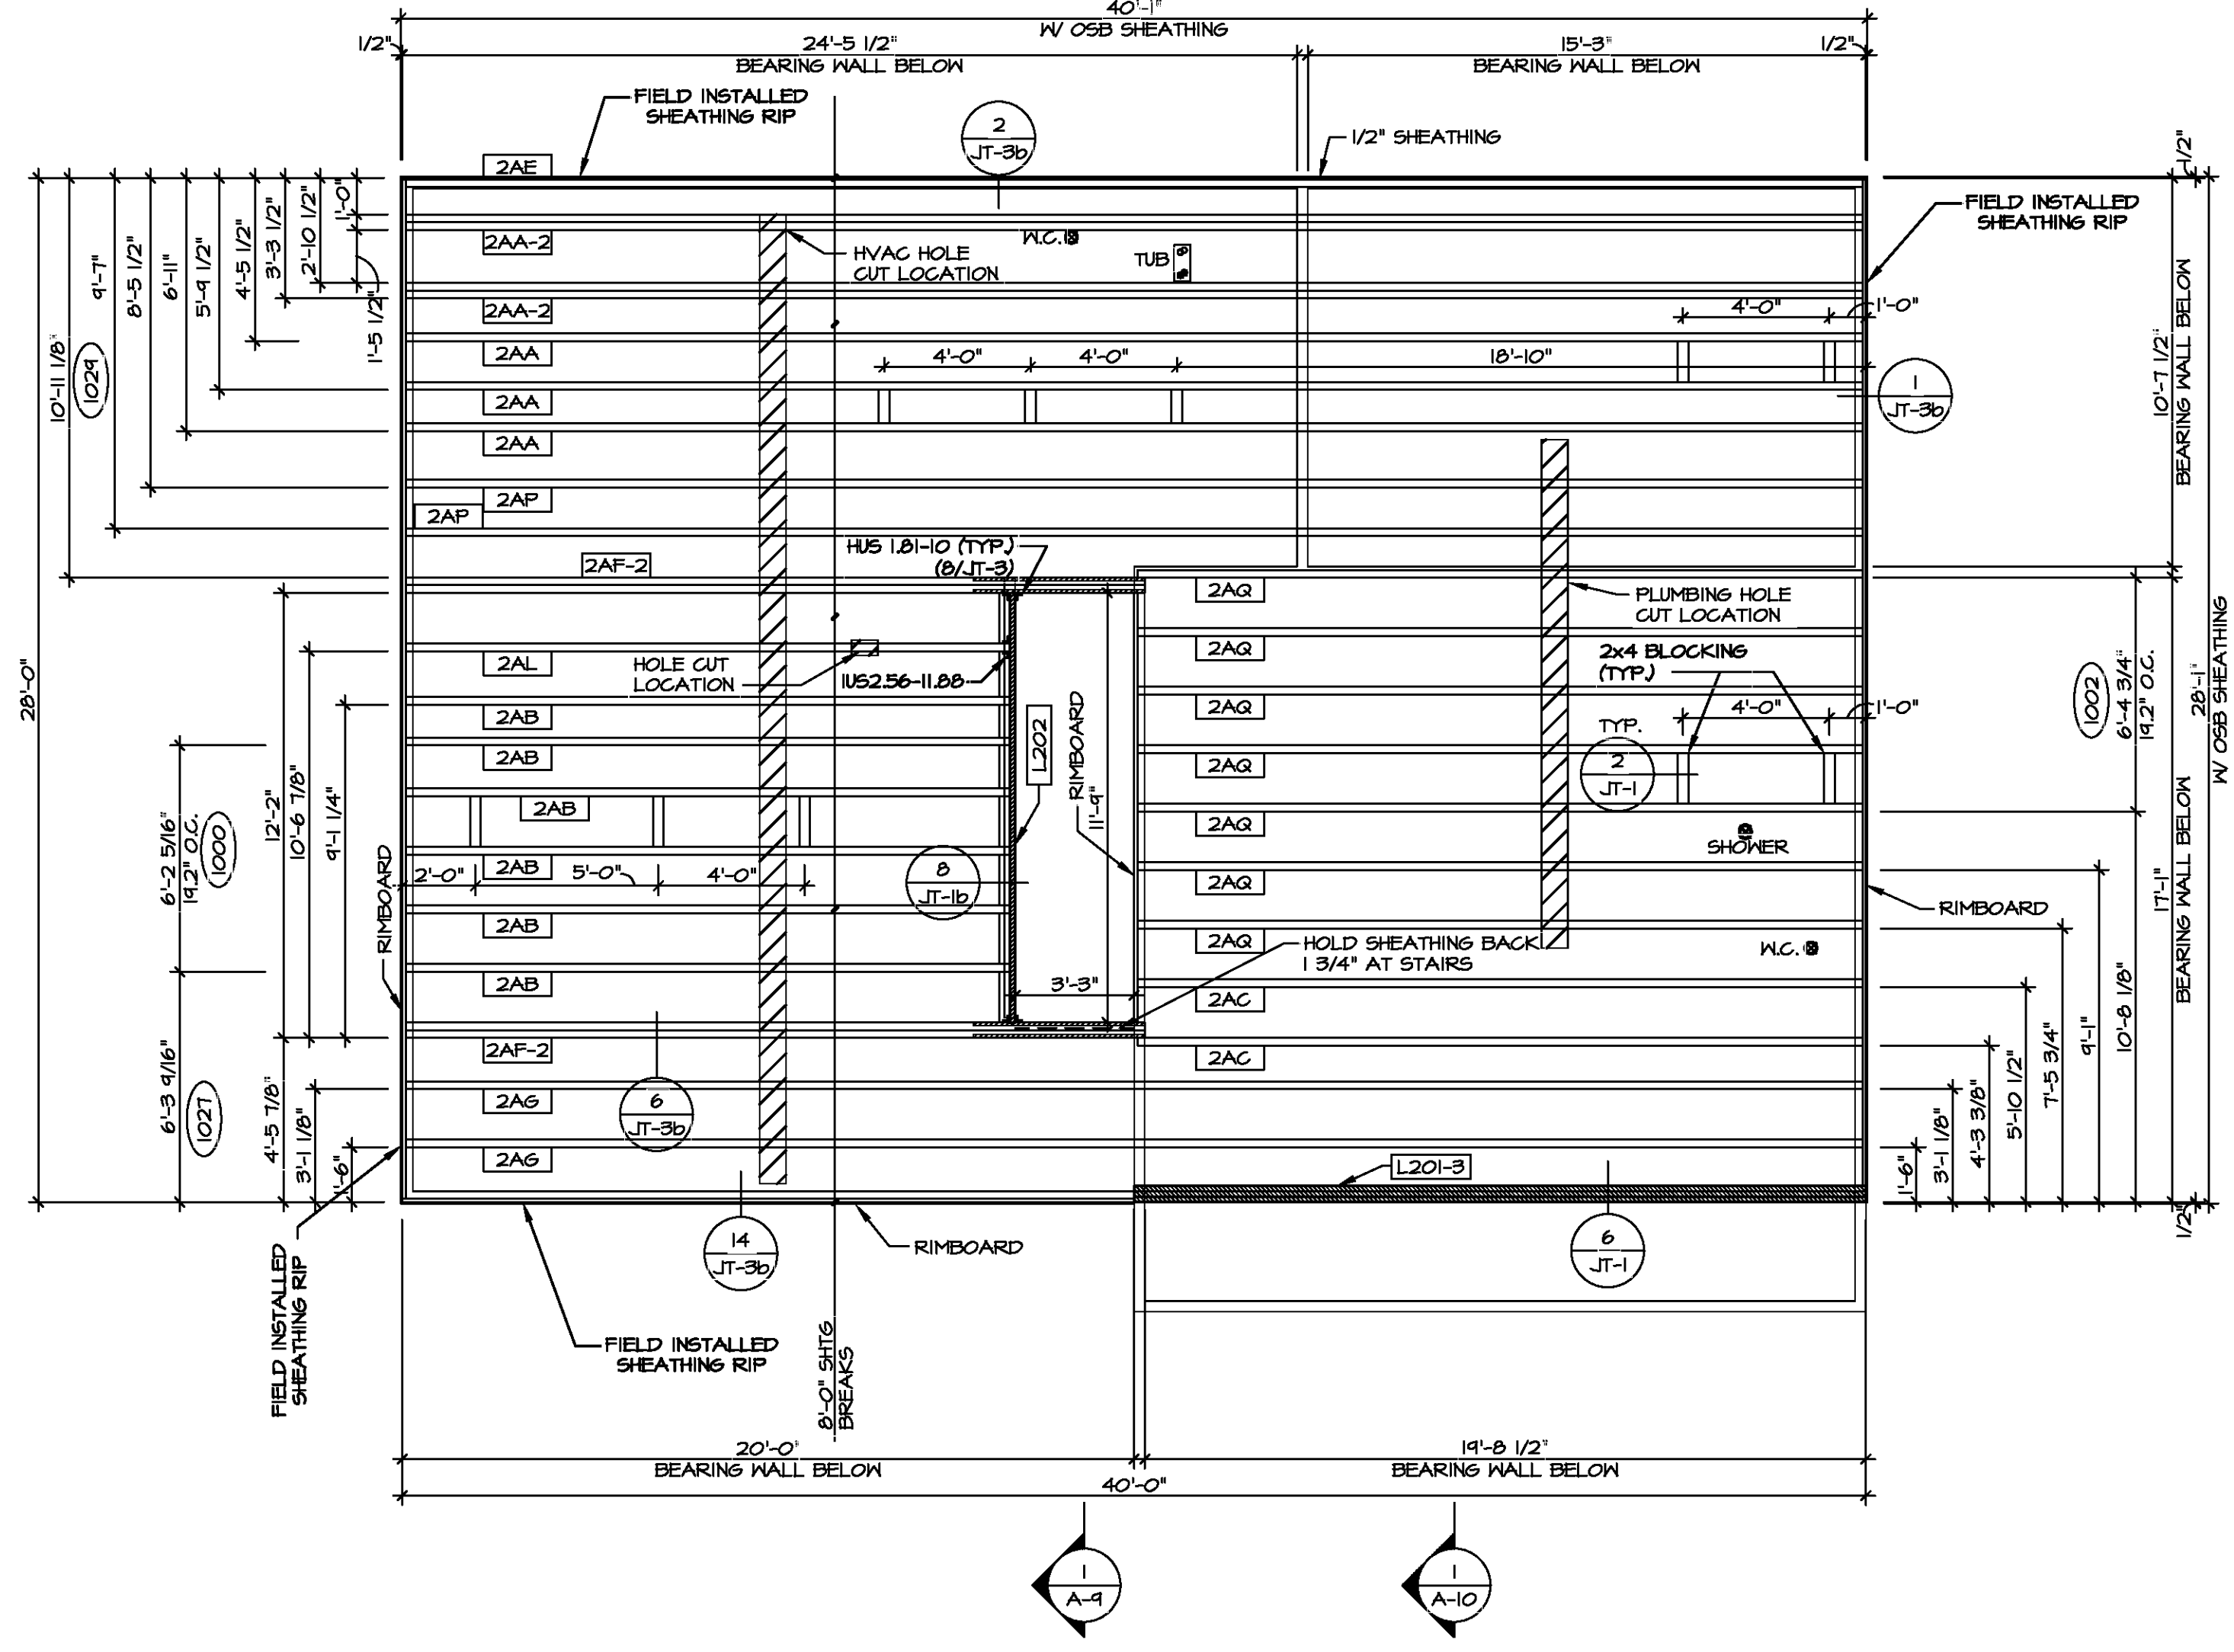 40'-1"
W/ OSB SHEATHING
1/2"
24'-5 1/2"
BEARING WALL BELOW
15'-3"
BEARING WALL BELOW
1/2"
FIELD INSTALLED
SHEATHING RIP
2
JT-3b
1/2" SHEATHING
1/2"
2AE
FIELD INSTALLED
SHEATHING RIP
1'-0"
2'-10 1/2"
3'-3 1/2"
4'-5 1/2"
5'-9 1/2"
6'-11"
8'-5 1/2"
9'-7"
10'-11 1/8"
1029
1'-5 1/2"
28'-0"
2AA-2
HVAC HOLE
CUT LOCATION
W.C.
TUB
2AA-2
4'-0"
1'-0"
2AA
4'-0"
4'-0"
18'-10"
2AA
1
JT-3b
10'-7 1/2"
BEARING WALL BELOW
2AA
2AP
2AP
HUS 1.81-10 (TYP.)
(8/JT-3)
2AF-2
2AQ
PLUMBING HOLE
CUT LOCATION
2AQ
2x4 BLOCKING
(TYP.)
2AL
HOLE CUT
LOCATION
IUS2.56-11.88
2AB
2AQ
4'-0"
1'-0"
TYP.
2
JT-1
L202
RIMBOARD
11'-9"
2AB
2AQ
1002
6'-4 3/4"
19.2" O.C.
28'-1"
W/ OSB SHEATHING
12'-2"
10'-6 7/8"
9'-1 1/4"
6'-2 5/16"
19.2" O.C.
1000
2AB
2AQ
SHOWER
RIMBOARD
2AB
2'-0"
5'-0"
4'-0"
8
JT-1b
2AQ
RIMBOARD
2AB
2AQ
HOLD SHEATHING BACK
1 3/4" AT STAIRS
W.C.
17'-1"
BEARING WALL BELOW
2AB
3'-3"
2AC
2AF-2
2AC
6'-3 9/16"
1027
4'-5 7/8"
3'-1 1/8"
1'-6"
2AG
6
JT-3b
2AG
L201-3
1'-6"
3'-1 1/8"
4'-3 3/8"
5'-10 1/2"
7'-5 3/4"
9'-1"
10'-8 1/8"
1/2"
14
JT-3b
RIMBOARD
6
JT-1
FIELD INSTALLED
SHEATHING RIP
FIELD INSTALLED
SHEATHING RIP
8'-0" SHTG
BREAKS
20'-0"
BEARING WALL BELOW
19'-8 1/2"
BEARING WALL BELOW
40'-0"
1
A-9
1
A-10